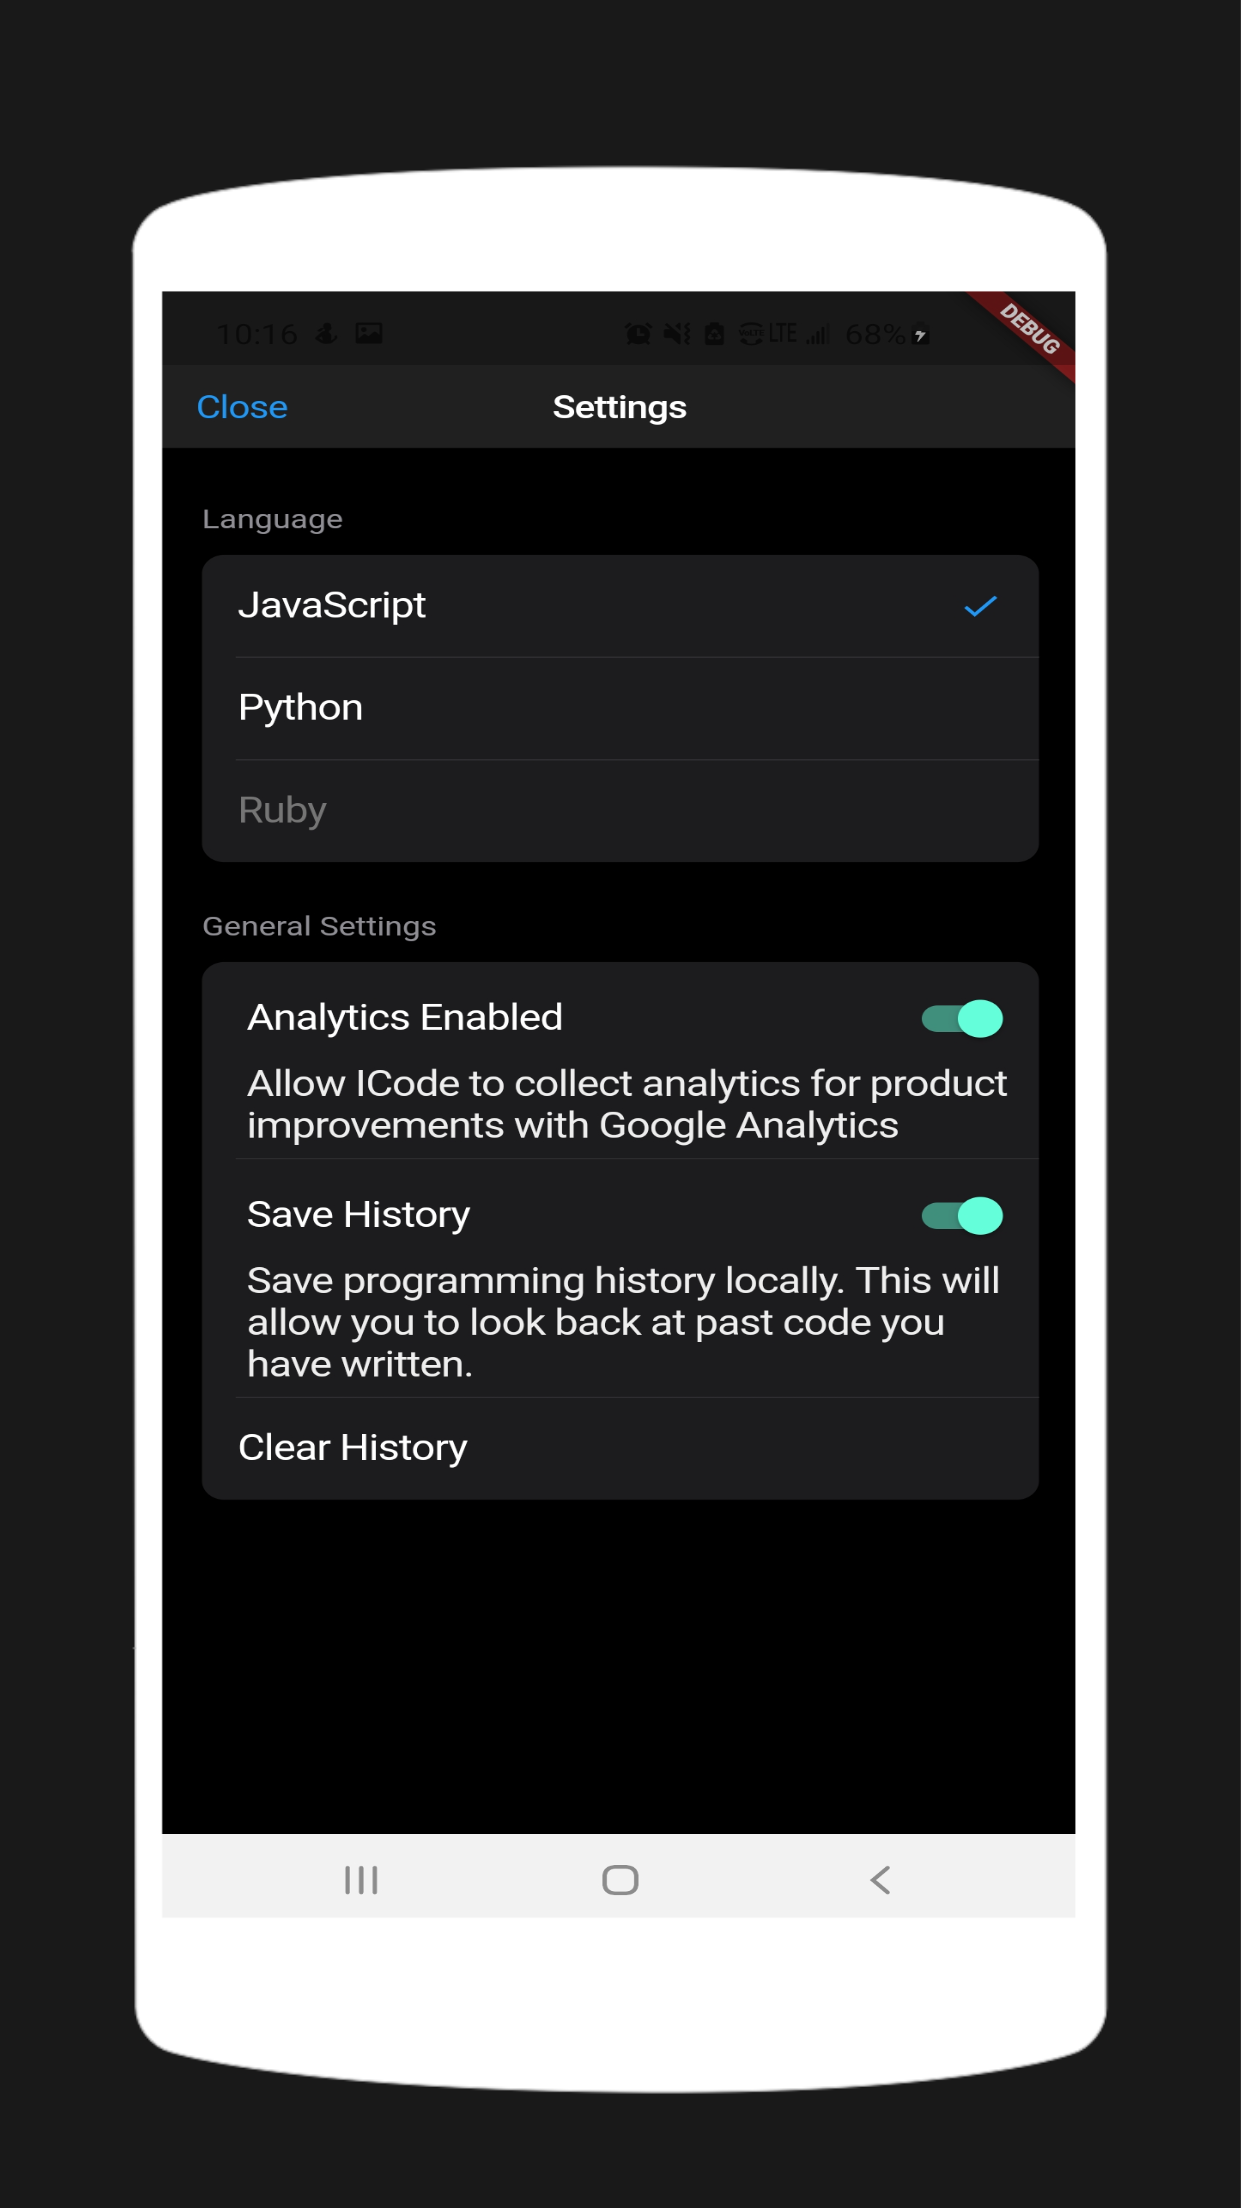 10:16 LTE 68%
DEBUG
Close Settings
Language
JavaScript
Python
Ruby
General Settings
Analytics Enabled
Allow ICode to collect analytics for product
improvements with Google Analytics
Save History
Save programming history locally. This will
allow you to look back at past code you
have written.
Clear History